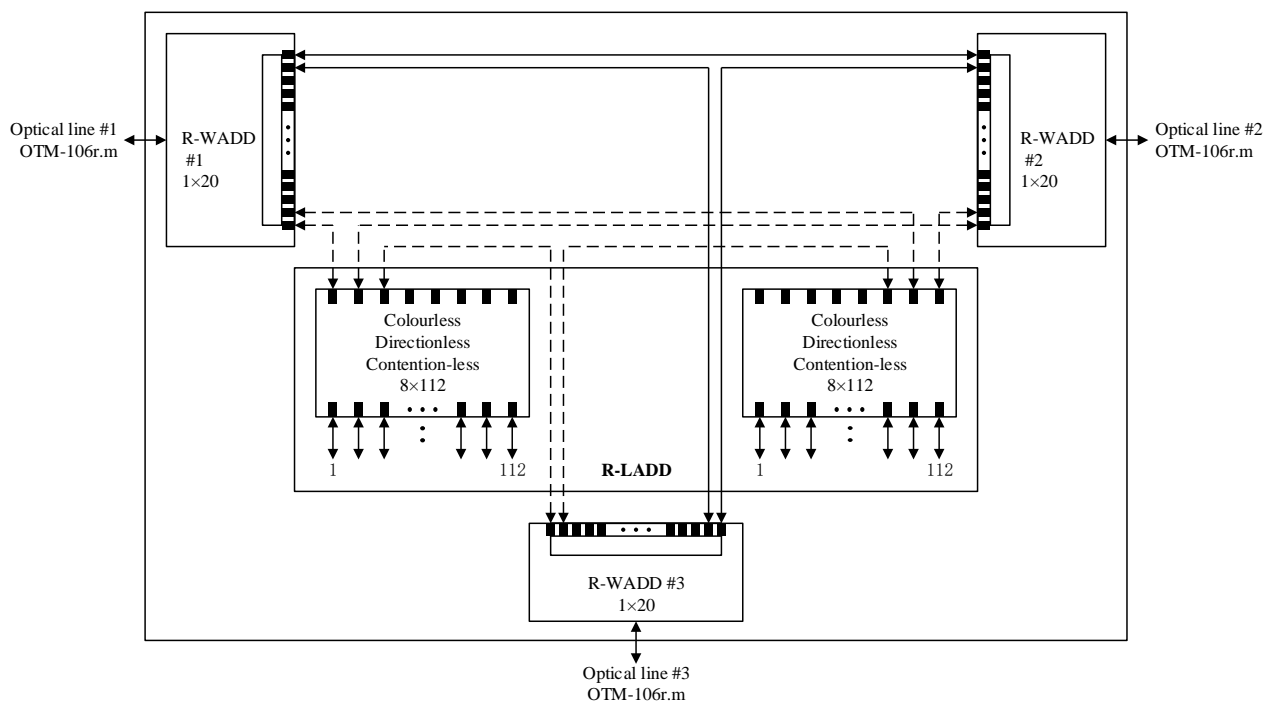 Optical line #1
OTM-106r.m
R-WADD
#1
1×20
R-WADD
#2
1×20
Optical line #2
OTM-106r.m
Colourless
Directionless
Contention-less
8×112
1
112
Colourless
Directionless
Contention-less
8×112
1
112
R-LADD
R-WADD #3
1×20
Optical line #3
OTM-106r.m